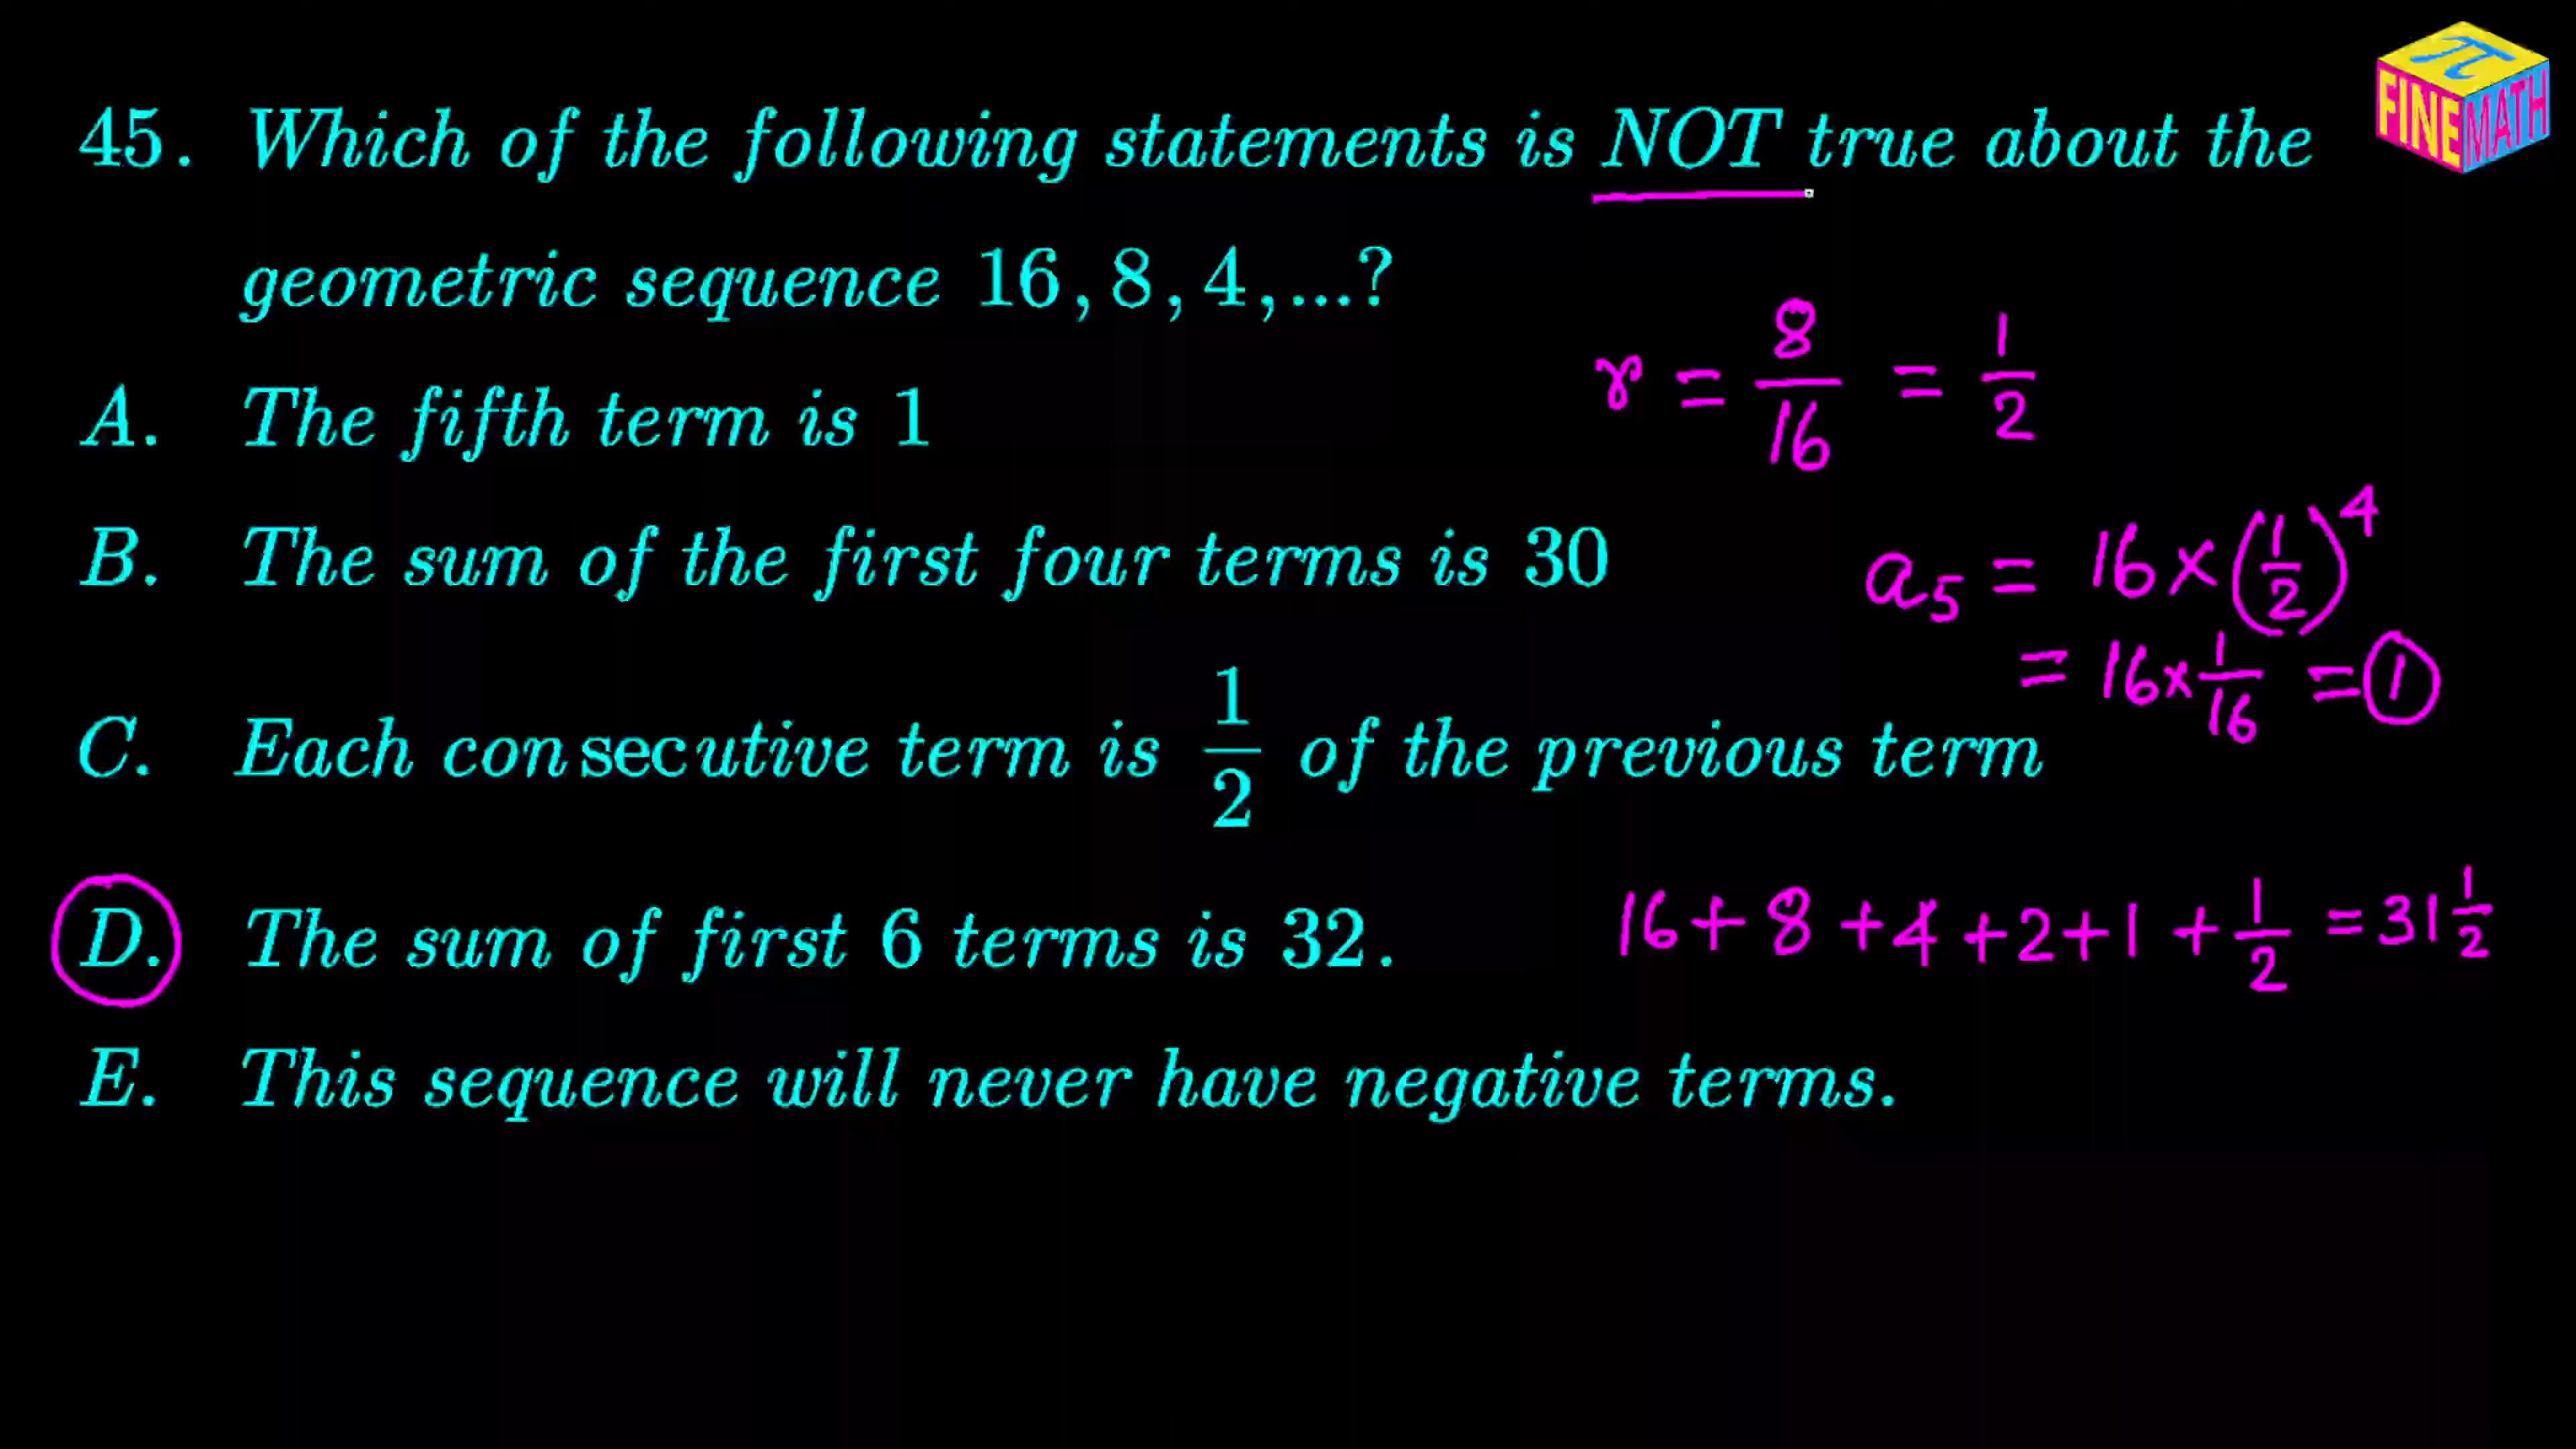 π
FINE MATH
45. Which of the following statements is NOT true about the
geometric sequence 16, 8, 4, ...?
r = 8/16 = 1/2
A. The fifth term is 1
B. The sum of the first four terms is 30
a₅ = 16 × (1/2)⁴
= 16 × 1/16 = 1
C. Each consecutive term is 1/2 of the previous term
D. The sum of first 6 terms is 32.
16 + 8 + 4 + 2 + 1 + 1/2 = 31 1/2
E. This sequence will never have negative terms.